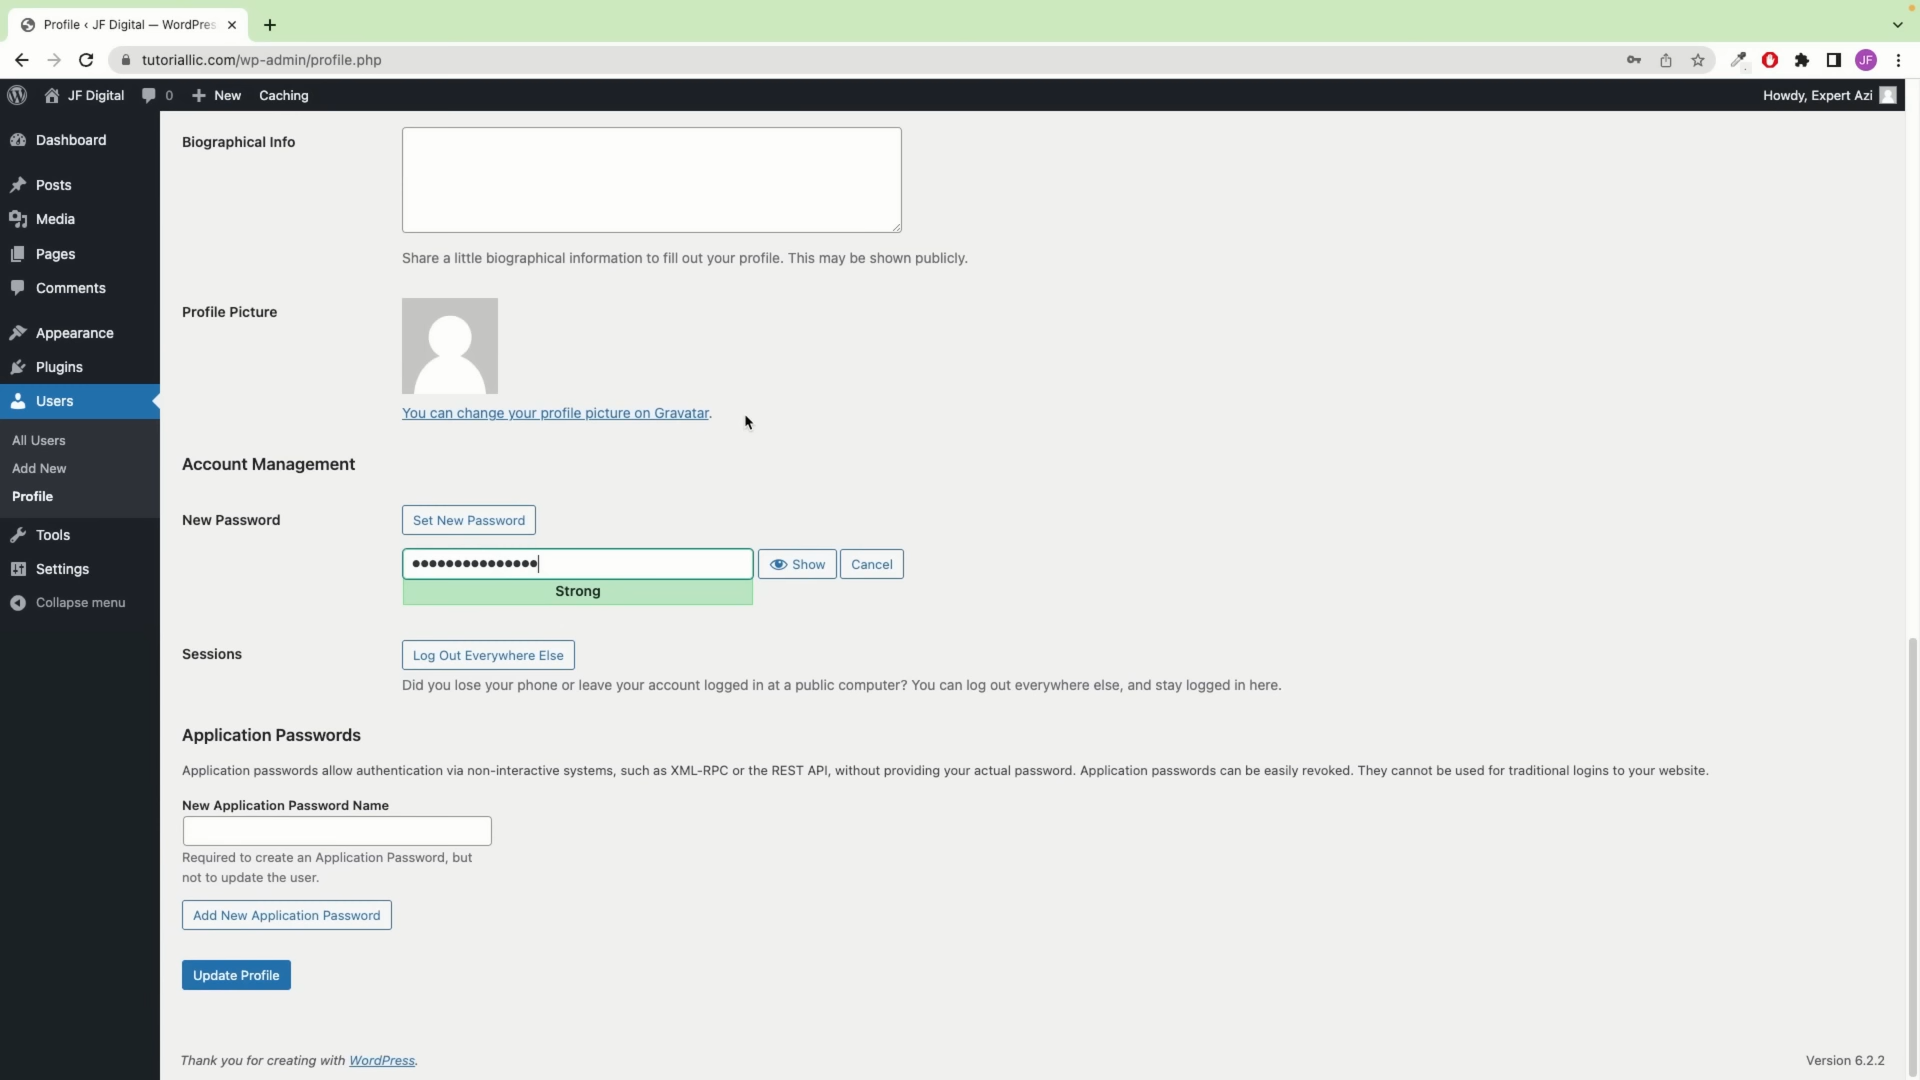 Profile ‹ JF Digital — WordPres
tutoriallic.com/wp-admin/profile.php
JF
JF Digital 0 New Caching Howdy, Expert Azi
Dashboard
Posts
Media
Pages
Comments
Appearance
Plugins
Users
All Users
Add New
Profile
Tools
Settings
Collapse menu
Biographical Info
Share a little biographical information to fill out your profile. This may be shown publicly.
Profile Picture
You can change your profile picture on Gravatar.
Account Management
New Password
Set New Password
•••••••••••••••
Show
Cancel
Strong
Sessions
Log Out Everywhere Else
Did you lose your phone or leave your account logged in at a public computer? You can log out everywhere else, and stay logged in here.
Application Passwords
Application passwords allow authentication via non-interactive systems, such as XML-RPC or the REST API, without providing your actual password. Application passwords can be easily revoked. They cannot be used for traditional logins to your website.
New Application Password Name
Required to create an Application Password, but
not to update the user.
Add New Application Password
Update Profile
Thank you for creating with WordPress.
Version 6.2.2